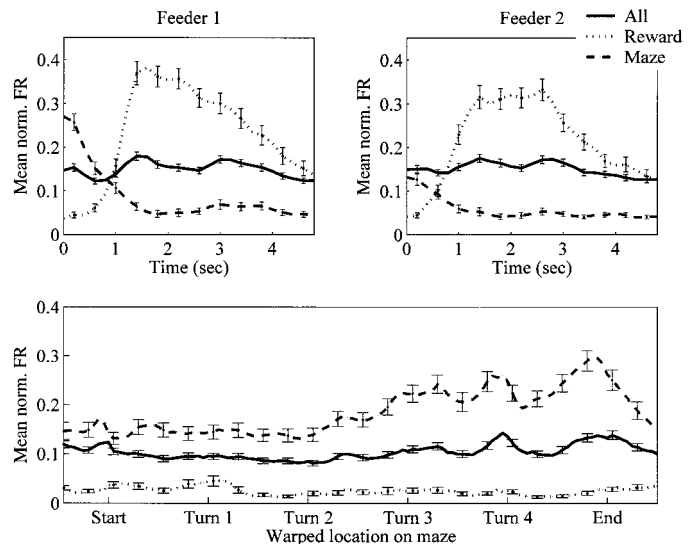 Feeder 1
Feeder 2
All
Reward
Maze
Mean norm. FR
0.4
0.3
0.2
0.1
0
0 1 2 3 4
Time (sec)
0.4
0.3
0.2
0.1
0
0 1 2 3 4
Time (sec)
Mean norm. FR
0.4
0.3
0.2
0.1
0
Start Turn 1 Turn 2 Turn 3 Turn 4 End
Warped location on maze